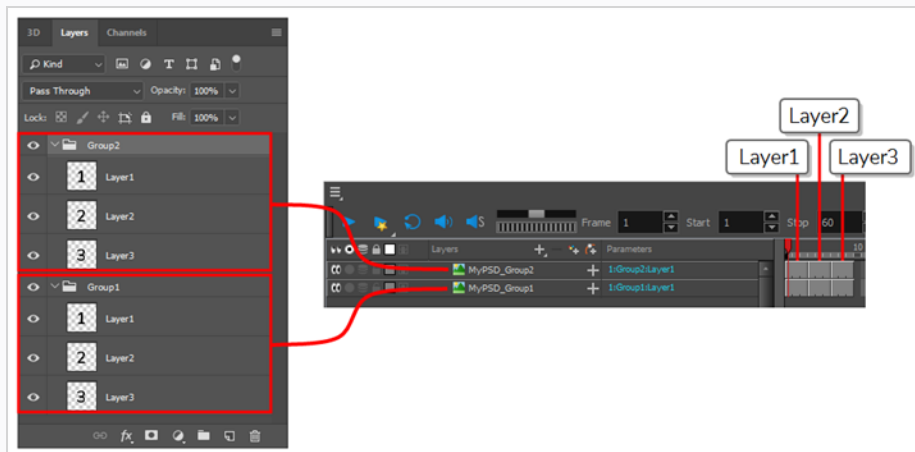 3D Layers Channels
Kind
Pass Through Opacity: 100%
Lock: Fill: 100%
Group2
1 Layer1
2 Layer2
3 Layer3
Group1
1 Layer1
2 Layer2
3 Layer3
fx
Layer2
Layer1 Layer3
S Frame 1 Start 1 Stop 60
Layers Parameters 10
MyPSD_Group2 1:Group2:Layer1
MyPSD_Group1 1:Group1:Layer1